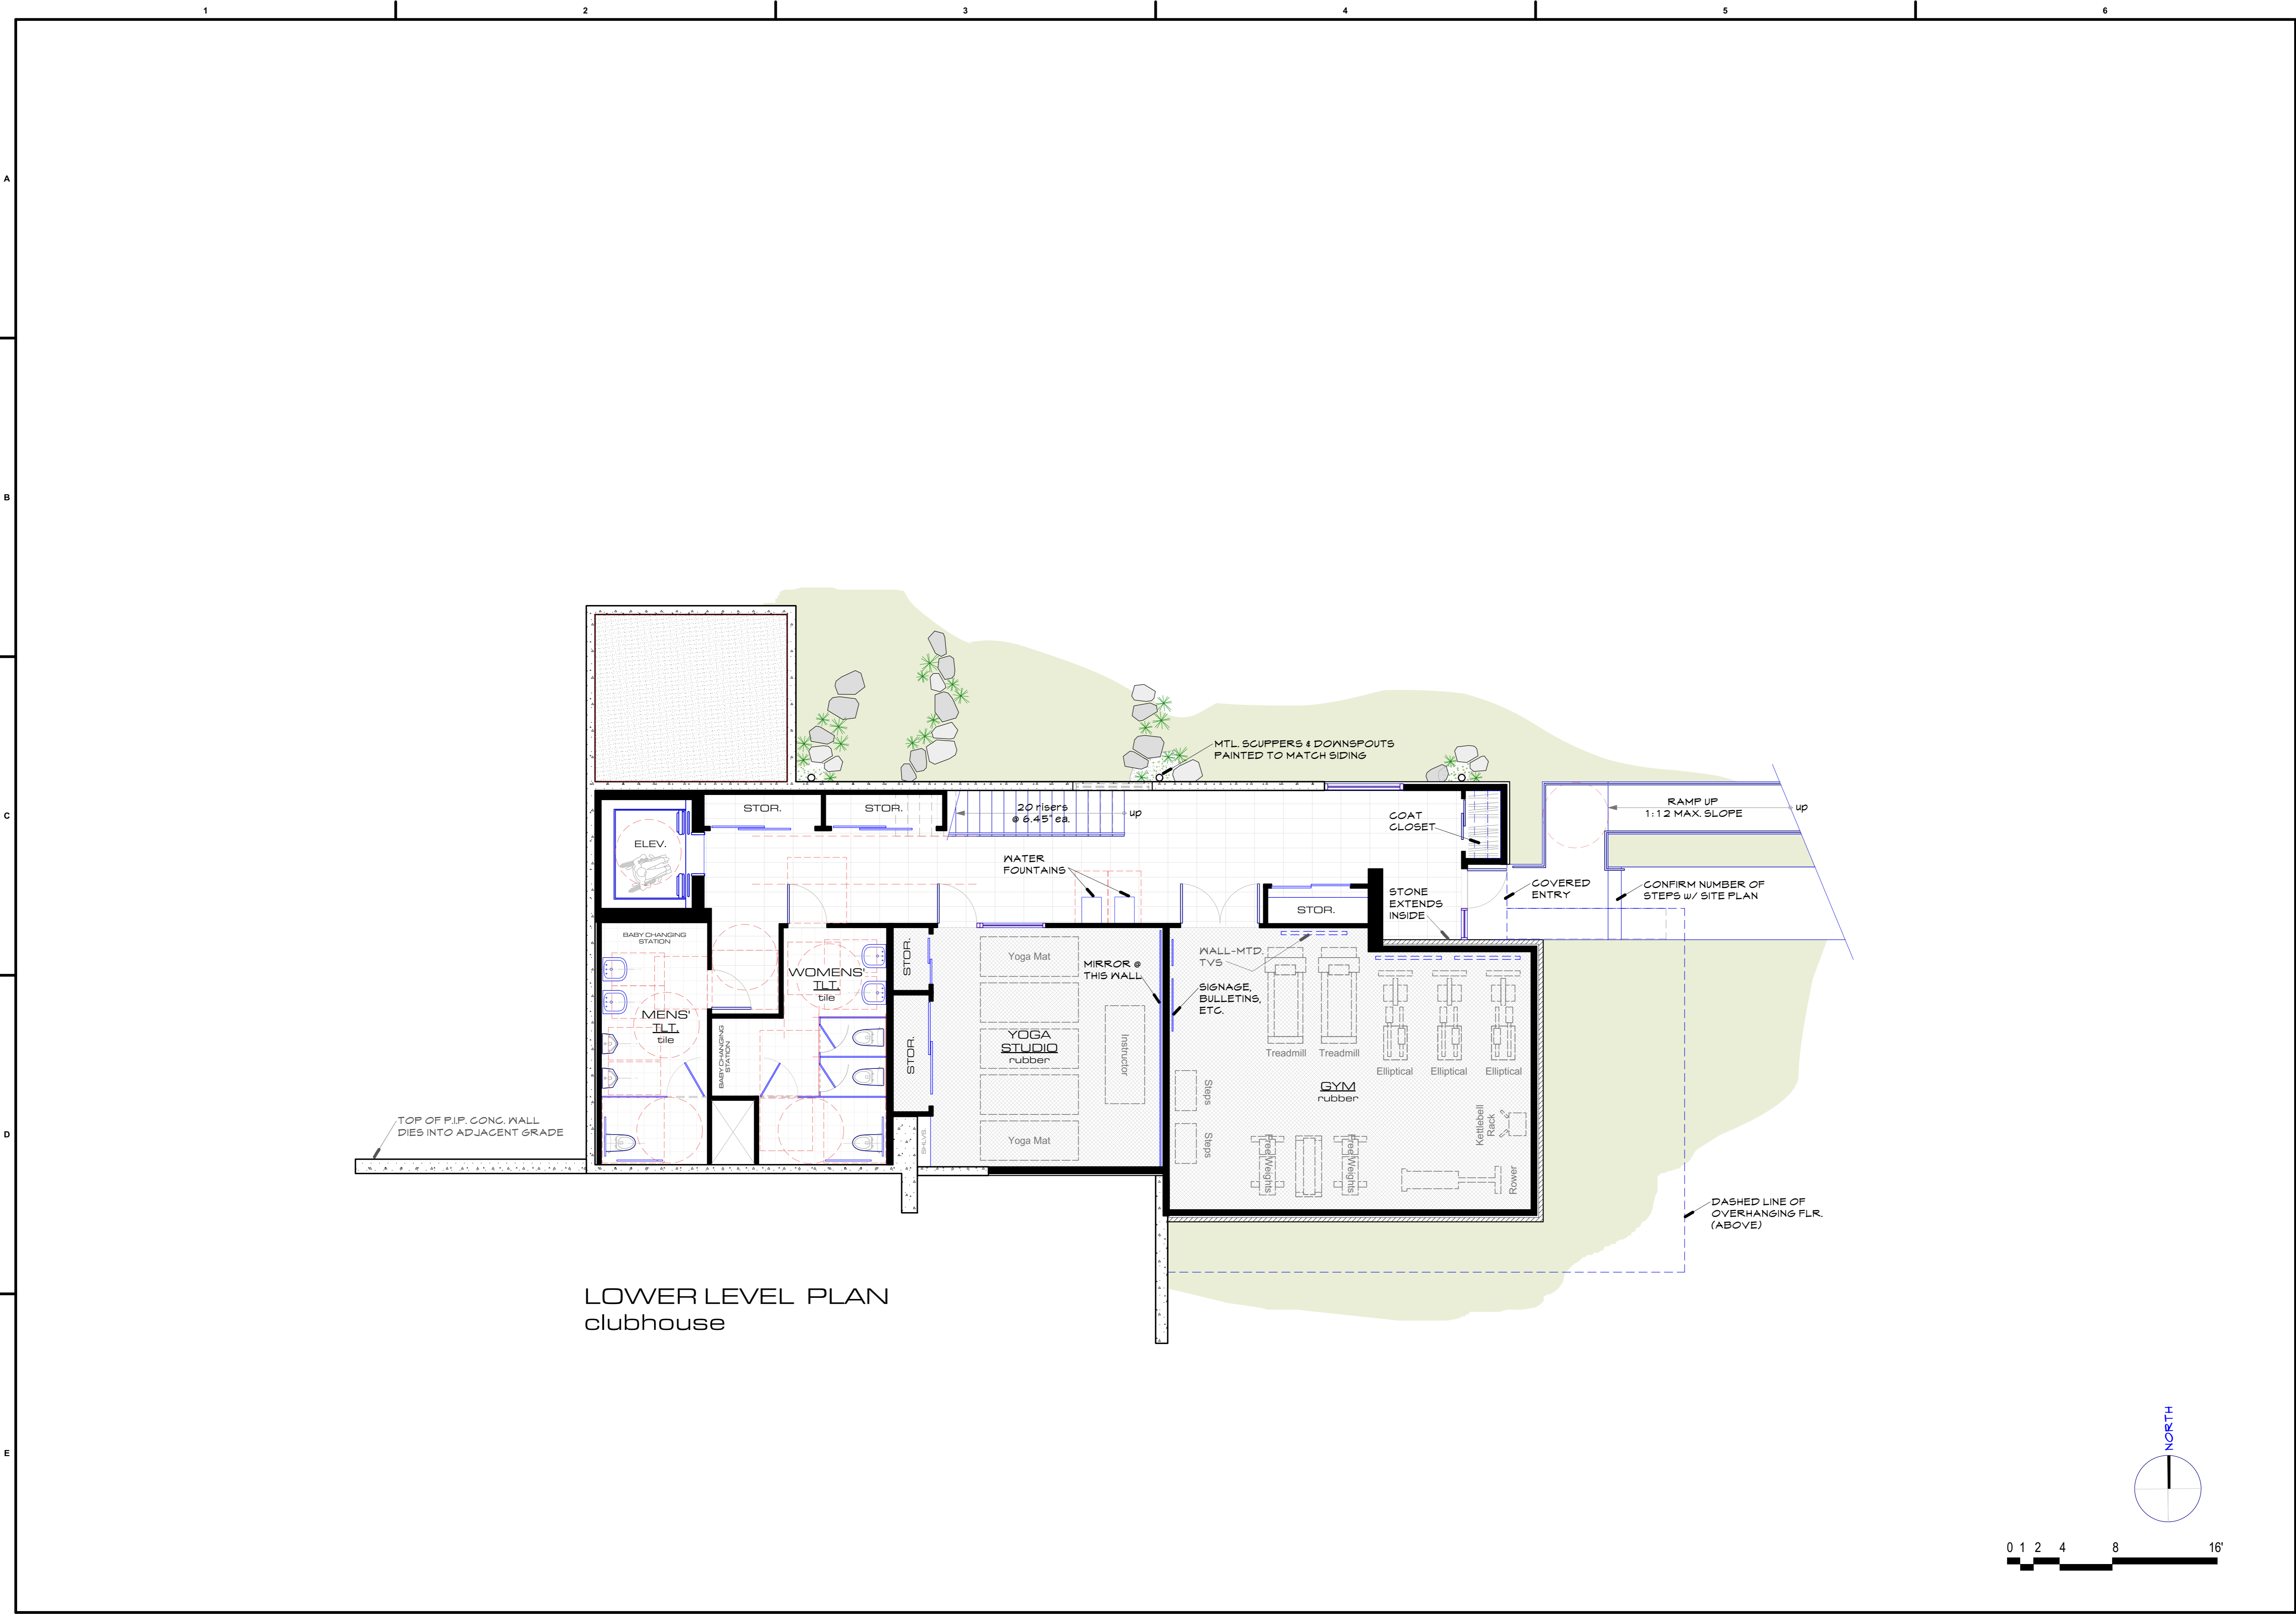 1 2 3 4 5 6
A
B
C
D
E
MTL. SCUPPERS & DOWNSPOUTS
PAINTED TO MATCH SIDING
STOR.
STOR.
20 risers
@ 6.45" ea.
up
RAMP UP
1:12 MAX. SLOPE
up
COAT
CLOSET
ELEV.
WATER
FOUNTAINS
COVERED
ENTRY
CONFIRM NUMBER OF
STEPS W/ SITE PLAN
STONE
EXTENDS
INSIDE
STOR.
BABY CHANGING
STATION
STOR.
WALL-MTD.
TVS
Yoga Mat
MIRROR @
THIS WALL
WOMENS'
TLT.
tile
SIGNAGE,
BULLETINS,
ETC.
MENS'
TLT.
tile
BABY CHANGING
STATION
STOR.
YOGA
STUDIO
rubber
Instructor
Treadmill
Treadmill
Elliptical
Elliptical
Elliptical
GYM
rubber
Steps
Kettlebell
Rack
TOP OF P.I.P. CONC. WALL
DIES INTO ADJACENT GRADE
SHLVS.
Yoga Mat
Steps
Free Weights
Free Weights
Rower
DASHED LINE OF
OVERHANGING FLR.
(ABOVE)
LOWER LEVEL PLAN
clubhouse
NORTH
0 1 2 4 8 16'